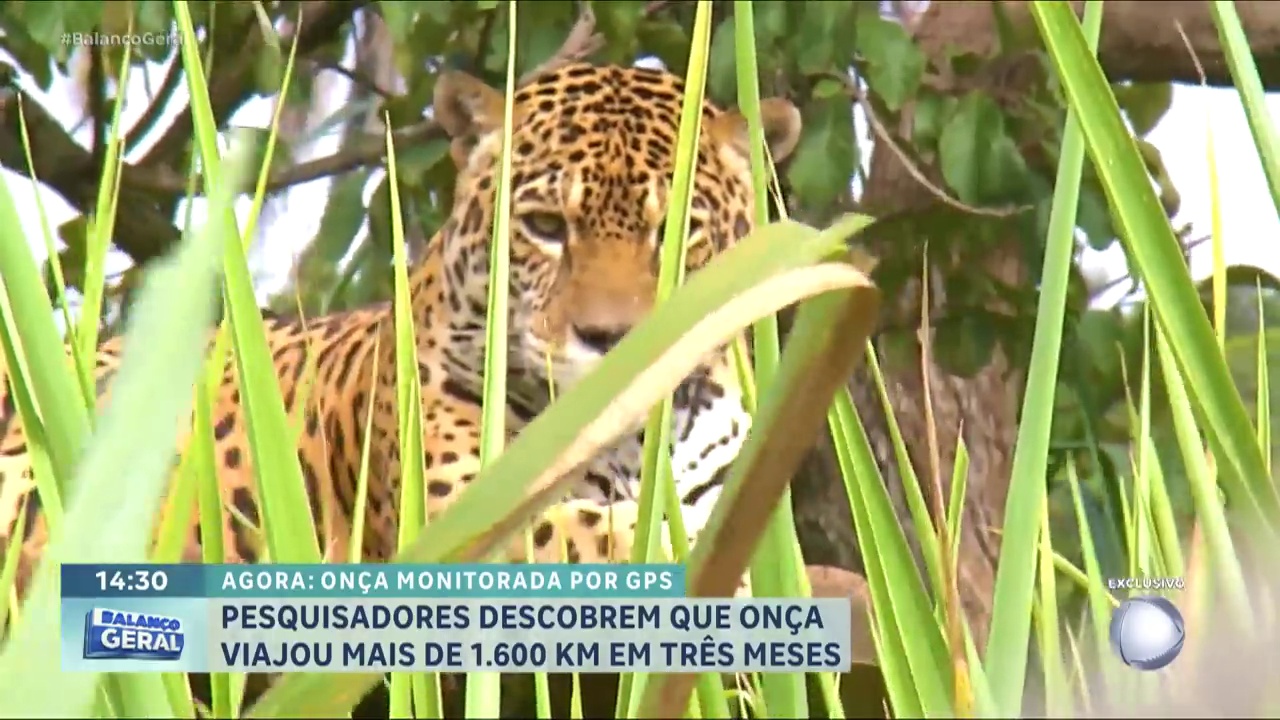 #BalancoGeral
14:30
AGORA: ONÇA MONITORADA POR GPS
BALANÇO
GERAL
PESQUISADORES DESCOBREM QUE ONÇA
VIAJOU MAIS DE 1.600 KM EM TRÊS MESES
EXCLUSIVO